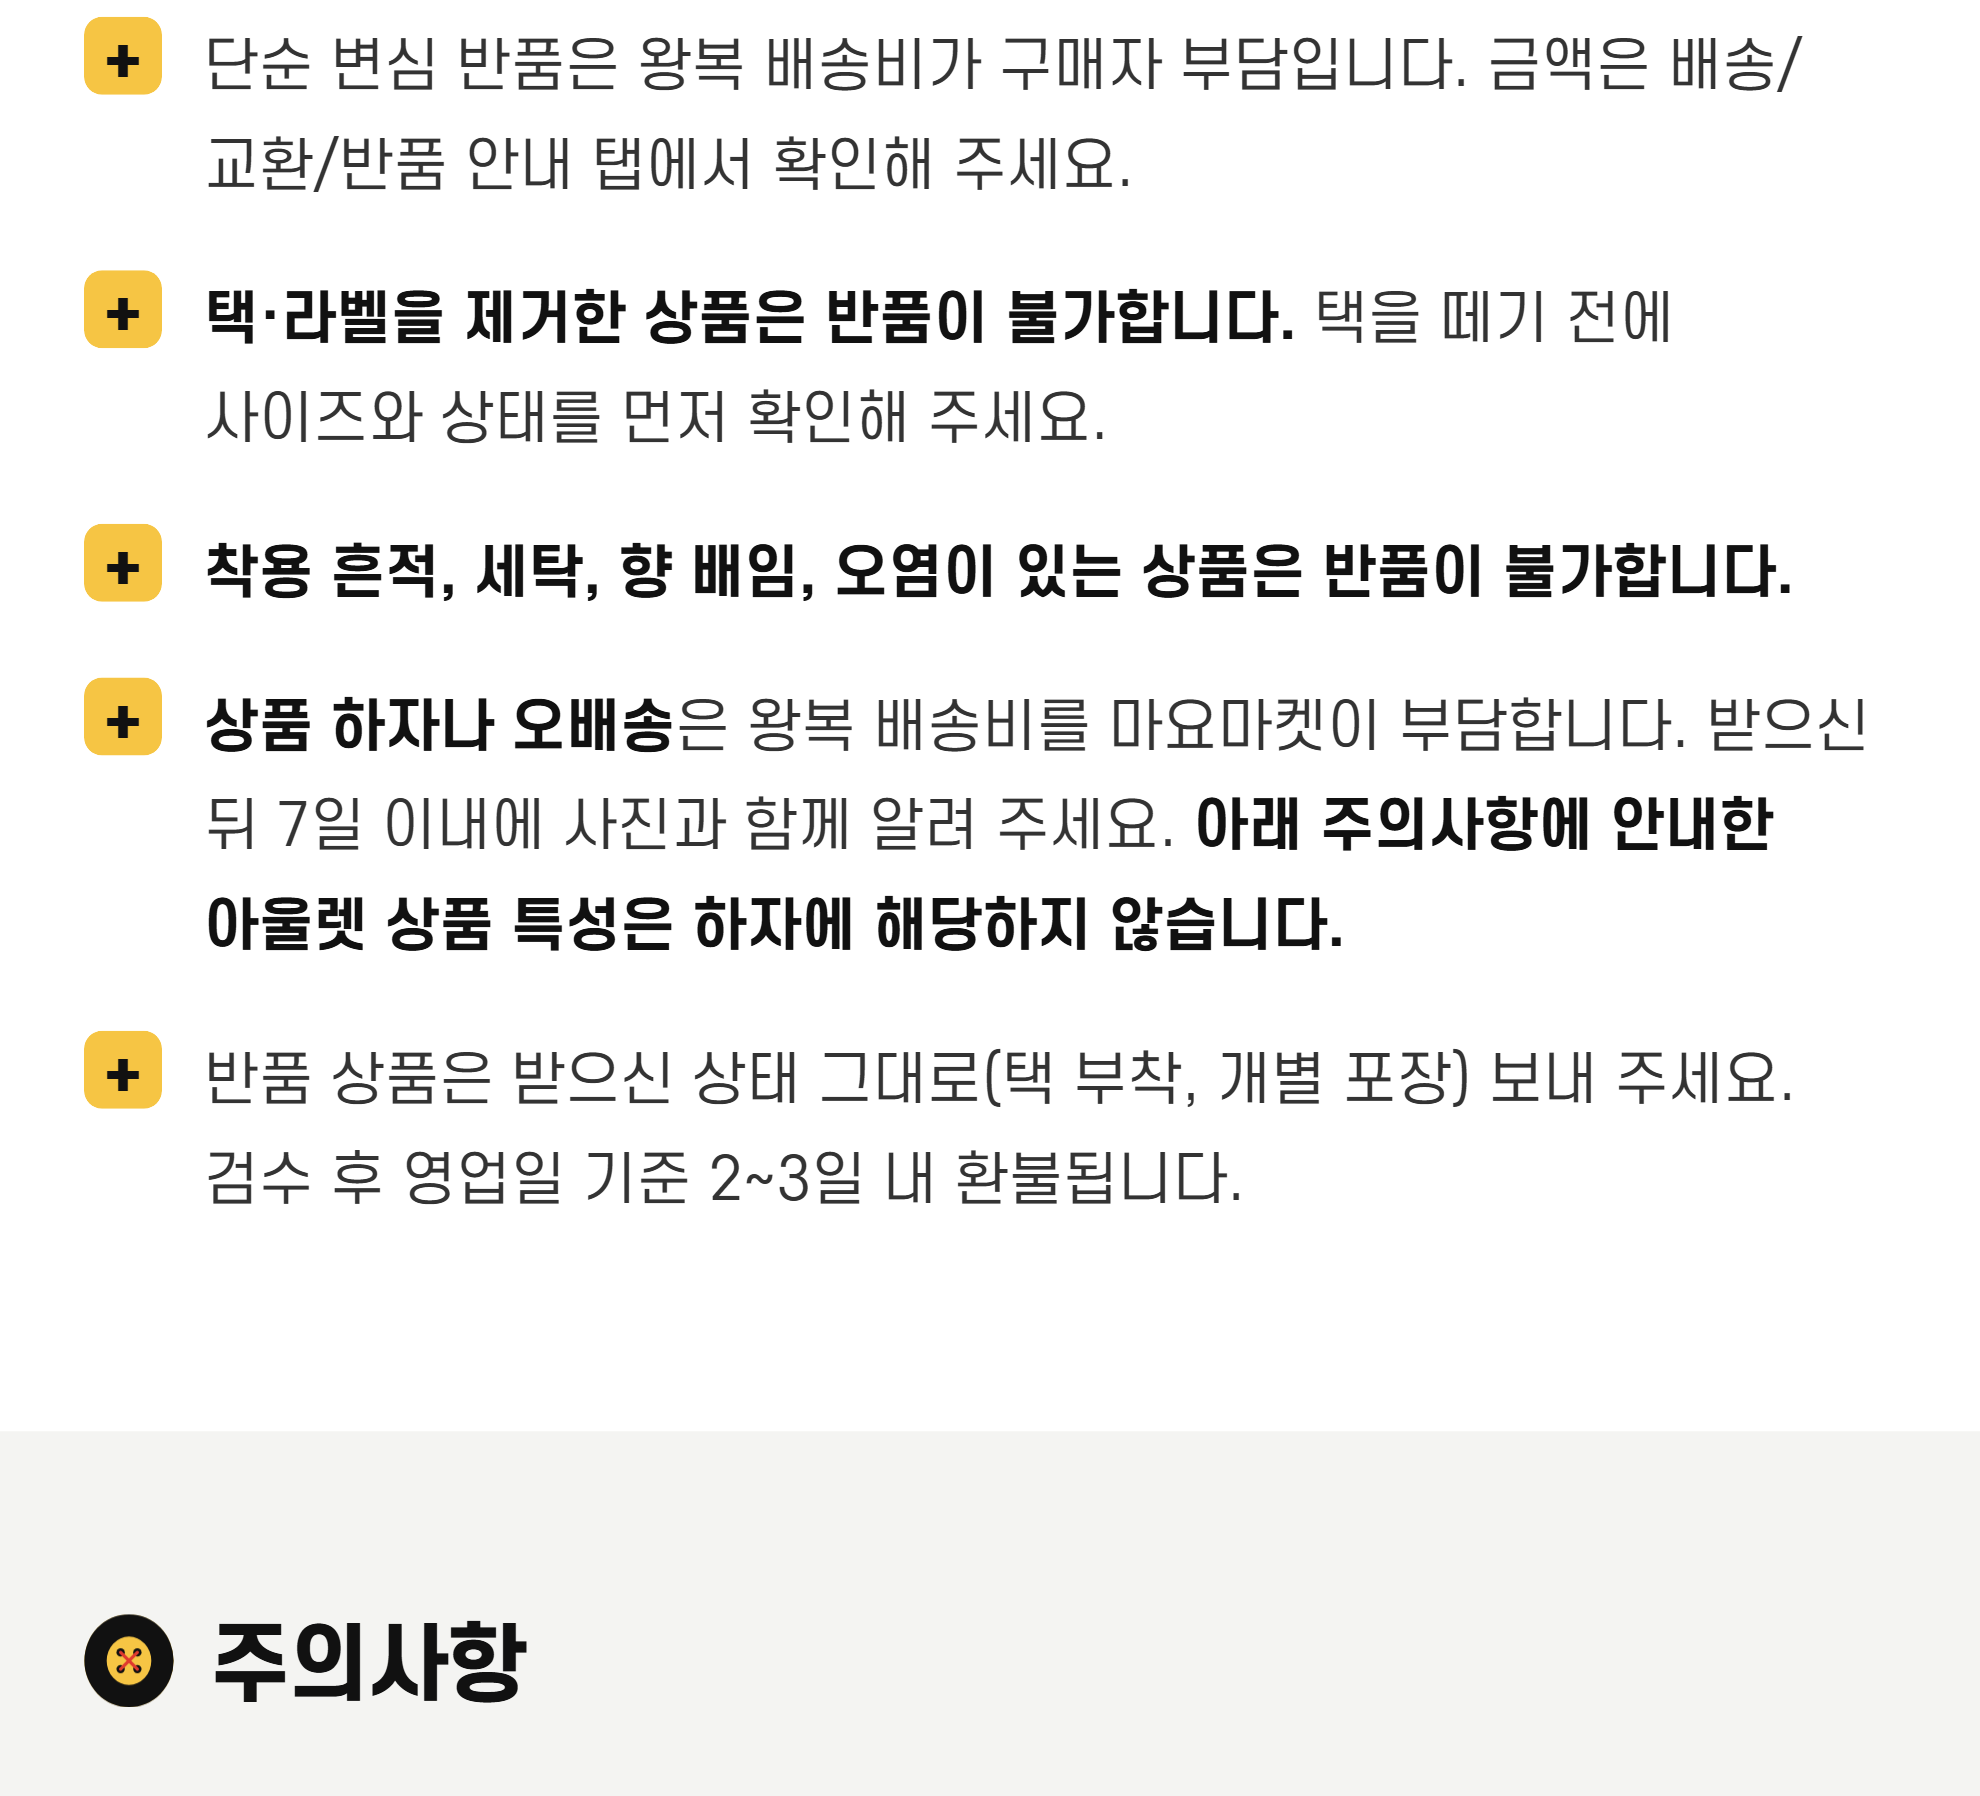 단순 변심 반품은 왕복 배송비가 구매자 부담입니다. 금액은 배송/
교환/반품 안내 탭에서 확인해 주세요.
택·라벨을 제거한 상품은 반품이 불가합니다. 택을 떼기 전에
사이즈와 상태를 먼저 확인해 주세요.
착용 흔적, 세탁, 향 배임, 오염이 있는 상품은 반품이 불가합니다.
상품 하자나 오배송은 왕복 배송비를 마요마켓이 부담합니다. 받으신
뒤 7일 이내에 사진과 함께 알려 주세요. 아래 주의사항에 안내한
아울렛 상품 특성은 하자에 해당하지 않습니다.
반품 상품은 받으신 상태 그대로(택 부착, 개별 포장) 보내 주세요.
검수 후 영업일 기준 2~3일 내 환불됩니다.
주의사항